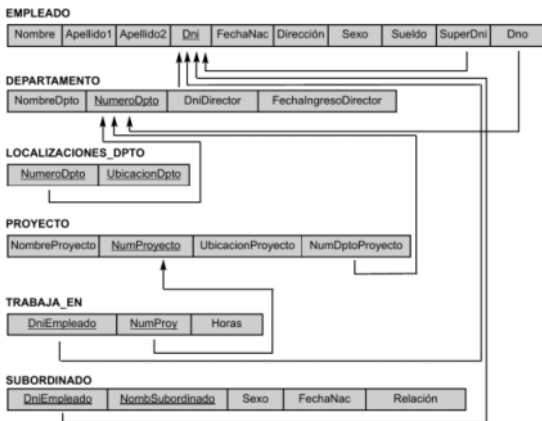 EMPLEADO
Nombre Apellido1 Apellido2 Dni FechaNac Dirección Sexo Sueldo SuperDni Dno
DEPARTAMENTO
NombreDpto NumeroDpto DniDirector FechaIngresoDirector
LOCALIZACIONES_DPTO
NumeroDpto UbicacionDpto
PROYECTO
NombreProyecto NumProyecto UbicacionProyecto NumDptoProyecto
TRABAJA_EN
DniEmpleado NumProy Horas
SUBORDINADO
DniEmpleado NombSubordinado Sexo FechaNac Relación